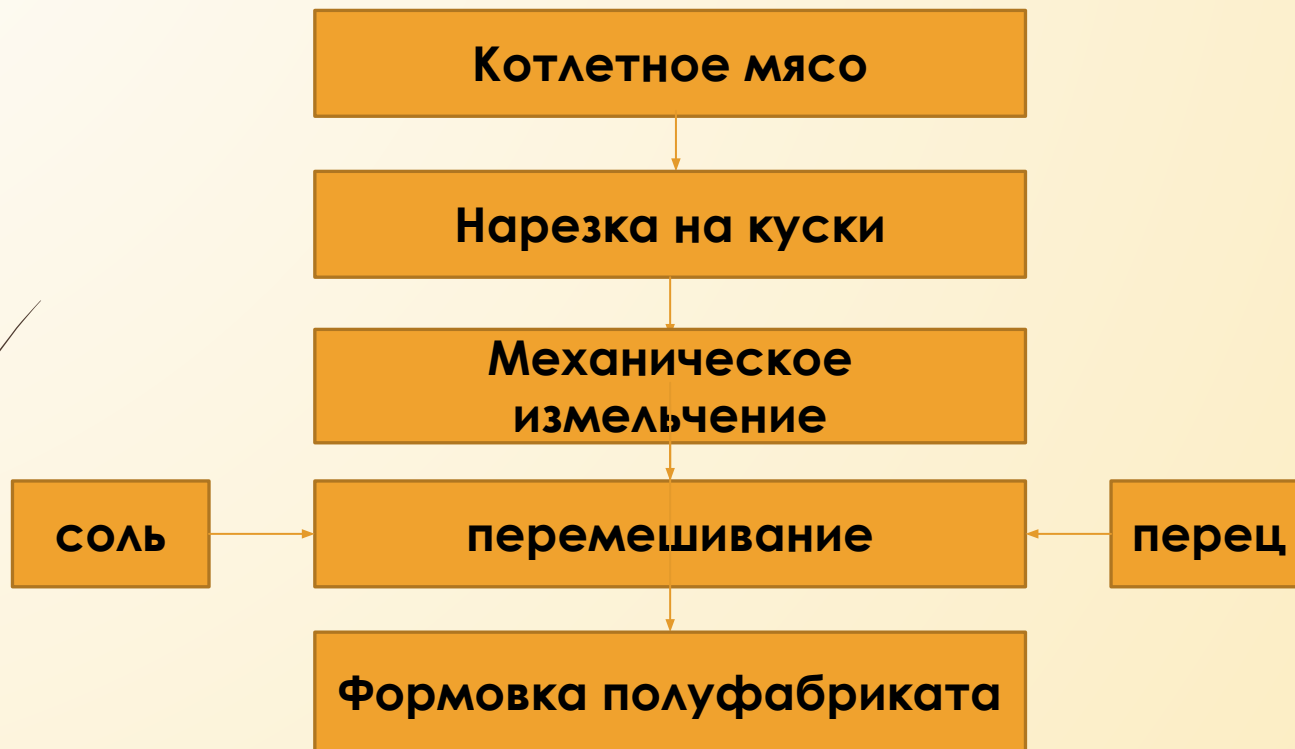 Котлетное мясо
Нарезка на куски
Механическое
измельчение
соль
перемешивание
перец
Формовка полуфабриката